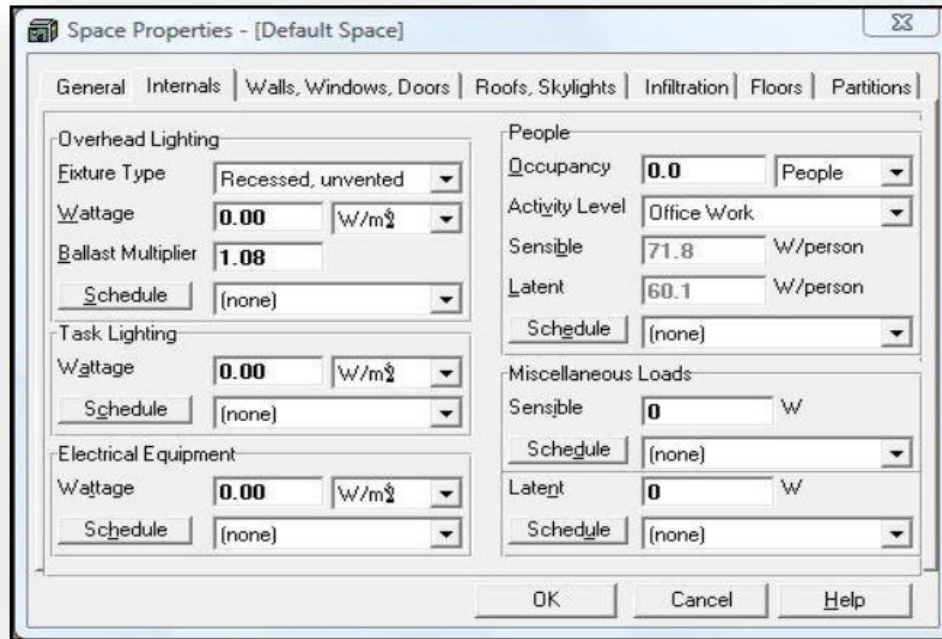 Space Properties - [Default Space]
General Internals Walls, Windows, Doors Roofs, Skylights Infiltration Floors Partitions
Overhead Lighting
Fixture Type Recessed, unvented
Wattage 0.00 W/m²
Ballast Multiplier 1.08
Schedule (none)
Task Lighting
Wattage 0.00 W/m²
Schedule (none)
Electrical Equipment
Wattage 0.00 W/m²
Schedule (none)
People
Occupancy 0.0 People
Activity Level Office Work
Sensible 71.8 W/person
Latent 60.1 W/person
Schedule (none)
Miscellaneous Loads
Sensible 0 W
Schedule (none)
Latent 0 W
Schedule (none)
OK Cancel Help